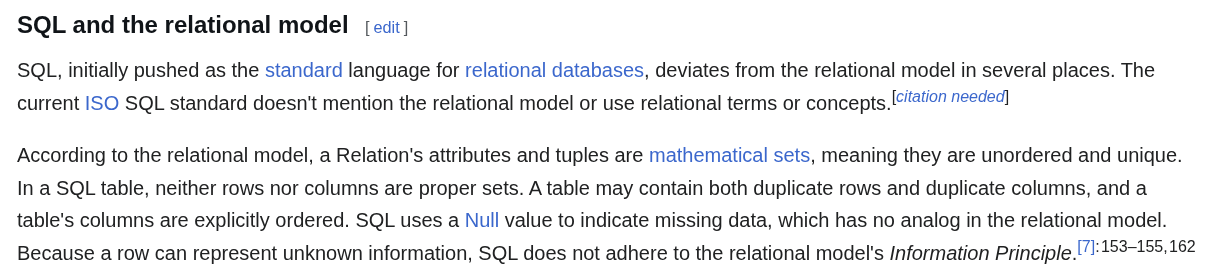 SQL and the relational model [ edit ]
SQL, initially pushed as the standard language for relational databases, deviates from the relational model in several places. The
current ISO SQL standard doesn't mention the relational model or use relational terms or concepts.[citation needed]
According to the relational model, a Relation's attributes and tuples are mathematical sets, meaning they are unordered and unique.
In a SQL table, neither rows nor columns are proper sets. A table may contain both duplicate rows and duplicate columns, and a
table's columns are explicitly ordered. SQL uses a Null value to indicate missing data, which has no analog in the relational model.
Because a row can represent unknown information, SQL does not adhere to the relational model's Information Principle.[7]:153–155,162